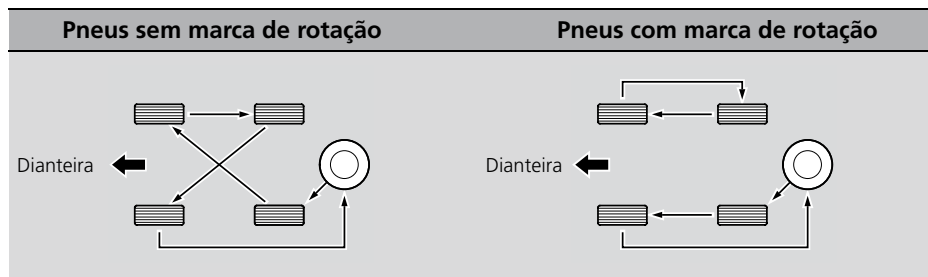 Pneus sem marca de rotação
Pneus com marca de rotação
Dianteira
Dianteira